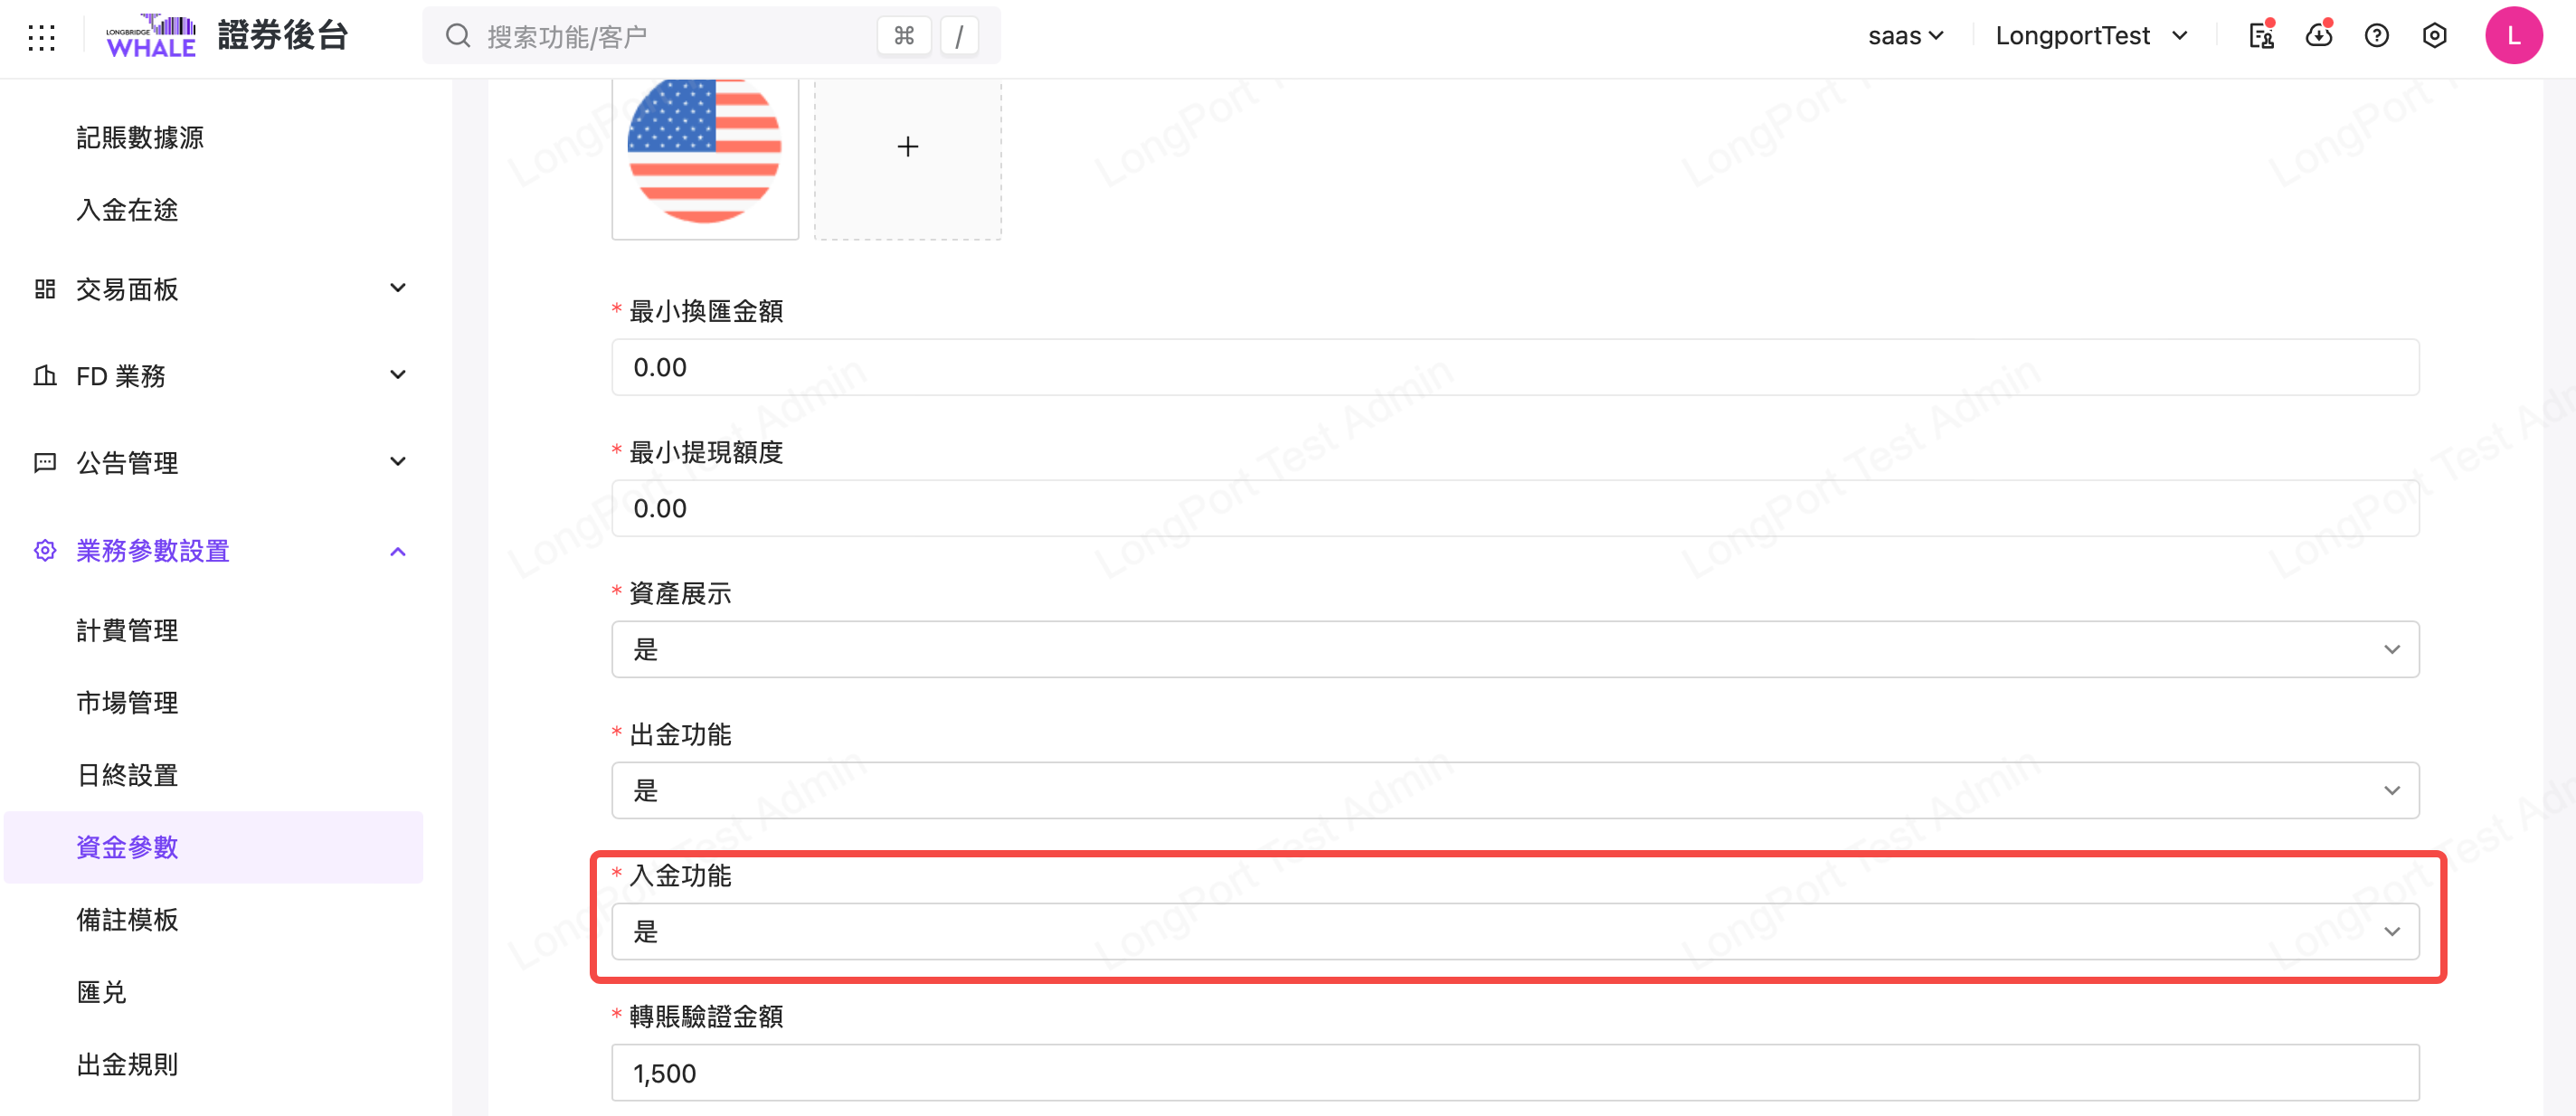 LONGBRIDGE
WHALE
證券後台
搜索功能/客户
⌘
/
saas
LongportTest
L
記賬數據源
入金在途
交易面板
FD 業務
公告管理
業務參數設置
計費管理
市場管理
日終設置
資金參數
備註模板
匯兑
出金規則
* 最小換匯金額
0.00
* 最小提現額度
0.00
* 資產展示
是
* 出金功能
是
* 入金功能
是
* 轉賬驗證金額
1,500
LongPort Test Admin